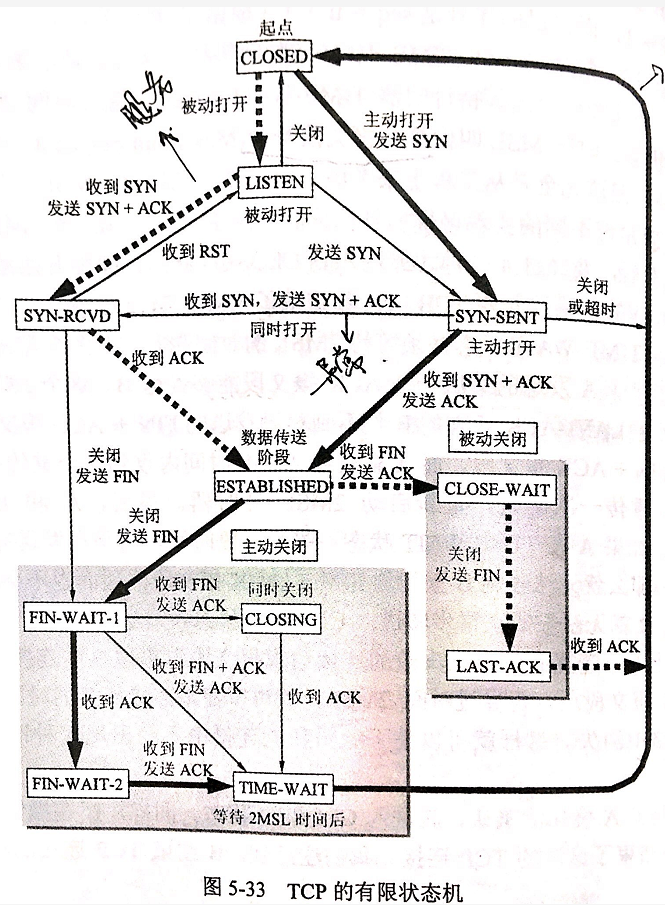 起点
CLOSED
被动打开
关闭
主动打开
发送 SYN
LISTEN
被动打开
收到 SYN
发送 SYN + ACK
收到 RST
发送 SYN
SYN-RCVD
收到 SYN，发送 SYN + ACK
同时打开
SYN-SENT
主动打开
关闭
或超时
收到 ACK
异常
收到 SYN + ACK
发送 ACK
关闭
发送 FIN
数据传送
阶段
ESTABLISHED
收到 FIN
发送 ACK
被动关闭
CLOSE-WAIT
关闭
发送 FIN
主动关闭
关闭
发送 FIN
LAST-ACK
收到 ACK
FIN-WAIT-1
收到 FIN
发送 ACK
同时关闭
CLOSING
收到 FIN + ACK
发送 ACK
收到 ACK
收到 ACK
FIN-WAIT-2
收到 FIN
发送 ACK
TIME-WAIT
等待 2MSL 时间后
图 5-33 TCP 的有限状态机